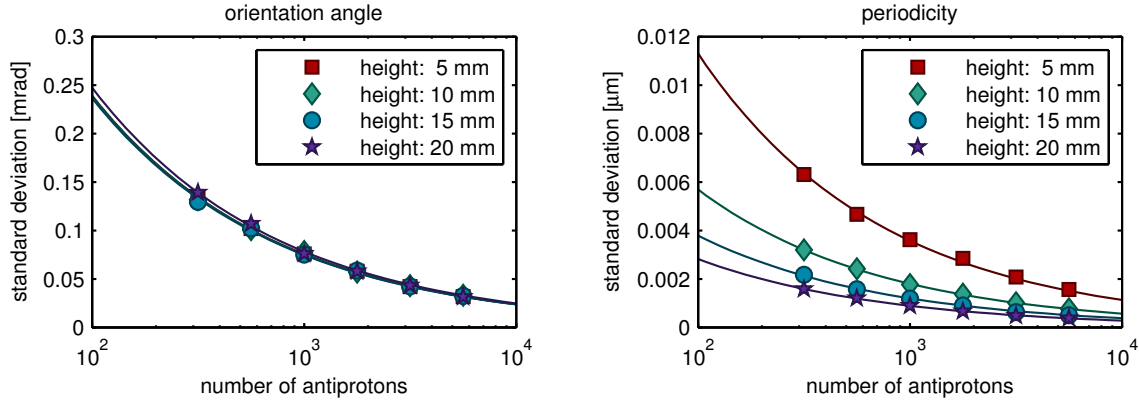 orientation angle
standard deviation [mrad]
0.3
0.25
0.2
0.15
0.1
0.05
0
height: 5 mm
height: 10 mm
height: 15 mm
height: 20 mm
10^2
10^3
10^4
number of antiprotons
periodicity
standard deviation [μm]
0.012
0.01
0.008
0.006
0.004
0.002
0
height: 5 mm
height: 10 mm
height: 15 mm
height: 20 mm
10^2
10^3
10^4
number of antiprotons